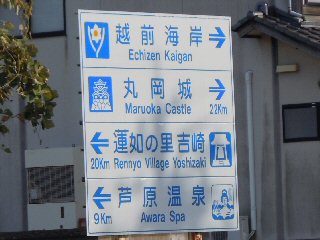 越前海岸
Echizen Kaigan
丸岡城
Maruoka Castle 22Km
蓮如の里吉崎
20Km Rennyo Village Yoshizaki
芦原温泉
9Km Awara Spa